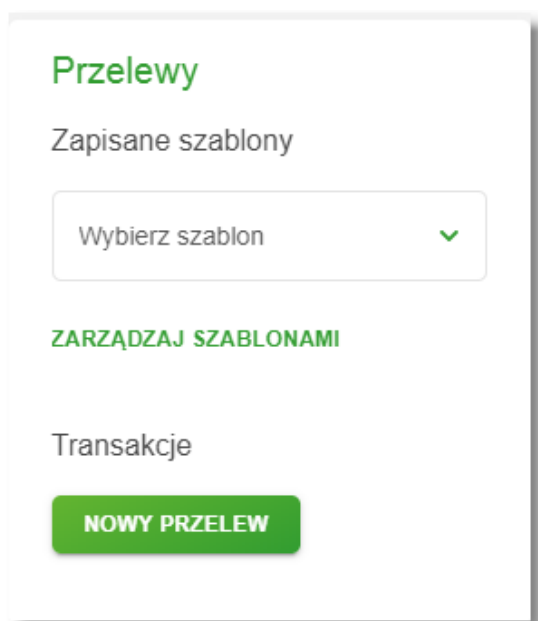 Przelewy
Zapisane szablony
Wybierz szablon
ZARZĄDZAJ SZABLONAMI
Transakcje
NOWY PRZELEW